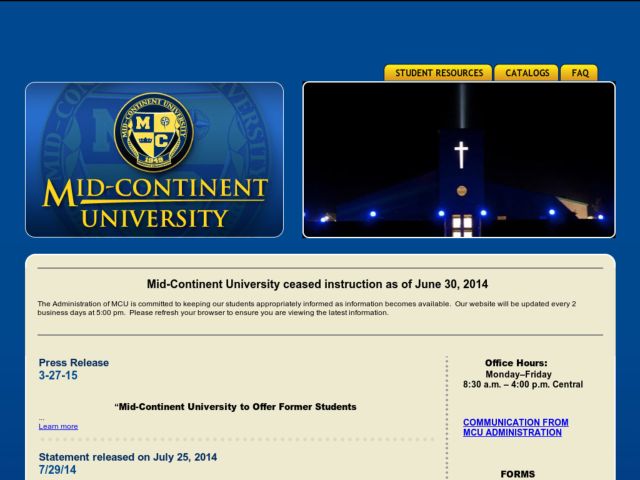 STUDENT RESOURCES
CATALOGS
FAQ
MID-CONTINENT UNIVERSITY
M C
1949
MID-CONTINENT
UNIVERSITY
Mid-Continent University ceased instruction as of June 30, 2014
The Administration of MCU is committed to keeping our students appropriately informed as information becomes available. Our website will be updated every 2
business days at 5:00 pm. Please refresh your browser to ensure you are viewing the latest information.
Press Release
3-27-15
“Mid-Continent University to Offer Former Students
...
Learn more
Statement released on July 25, 2014
7/29/14
Office Hours:
Monday–Friday
8:30 a.m. – 4:00 p.m. Central
COMMUNICATION FROM
MCU ADMINISTRATION
FORMS